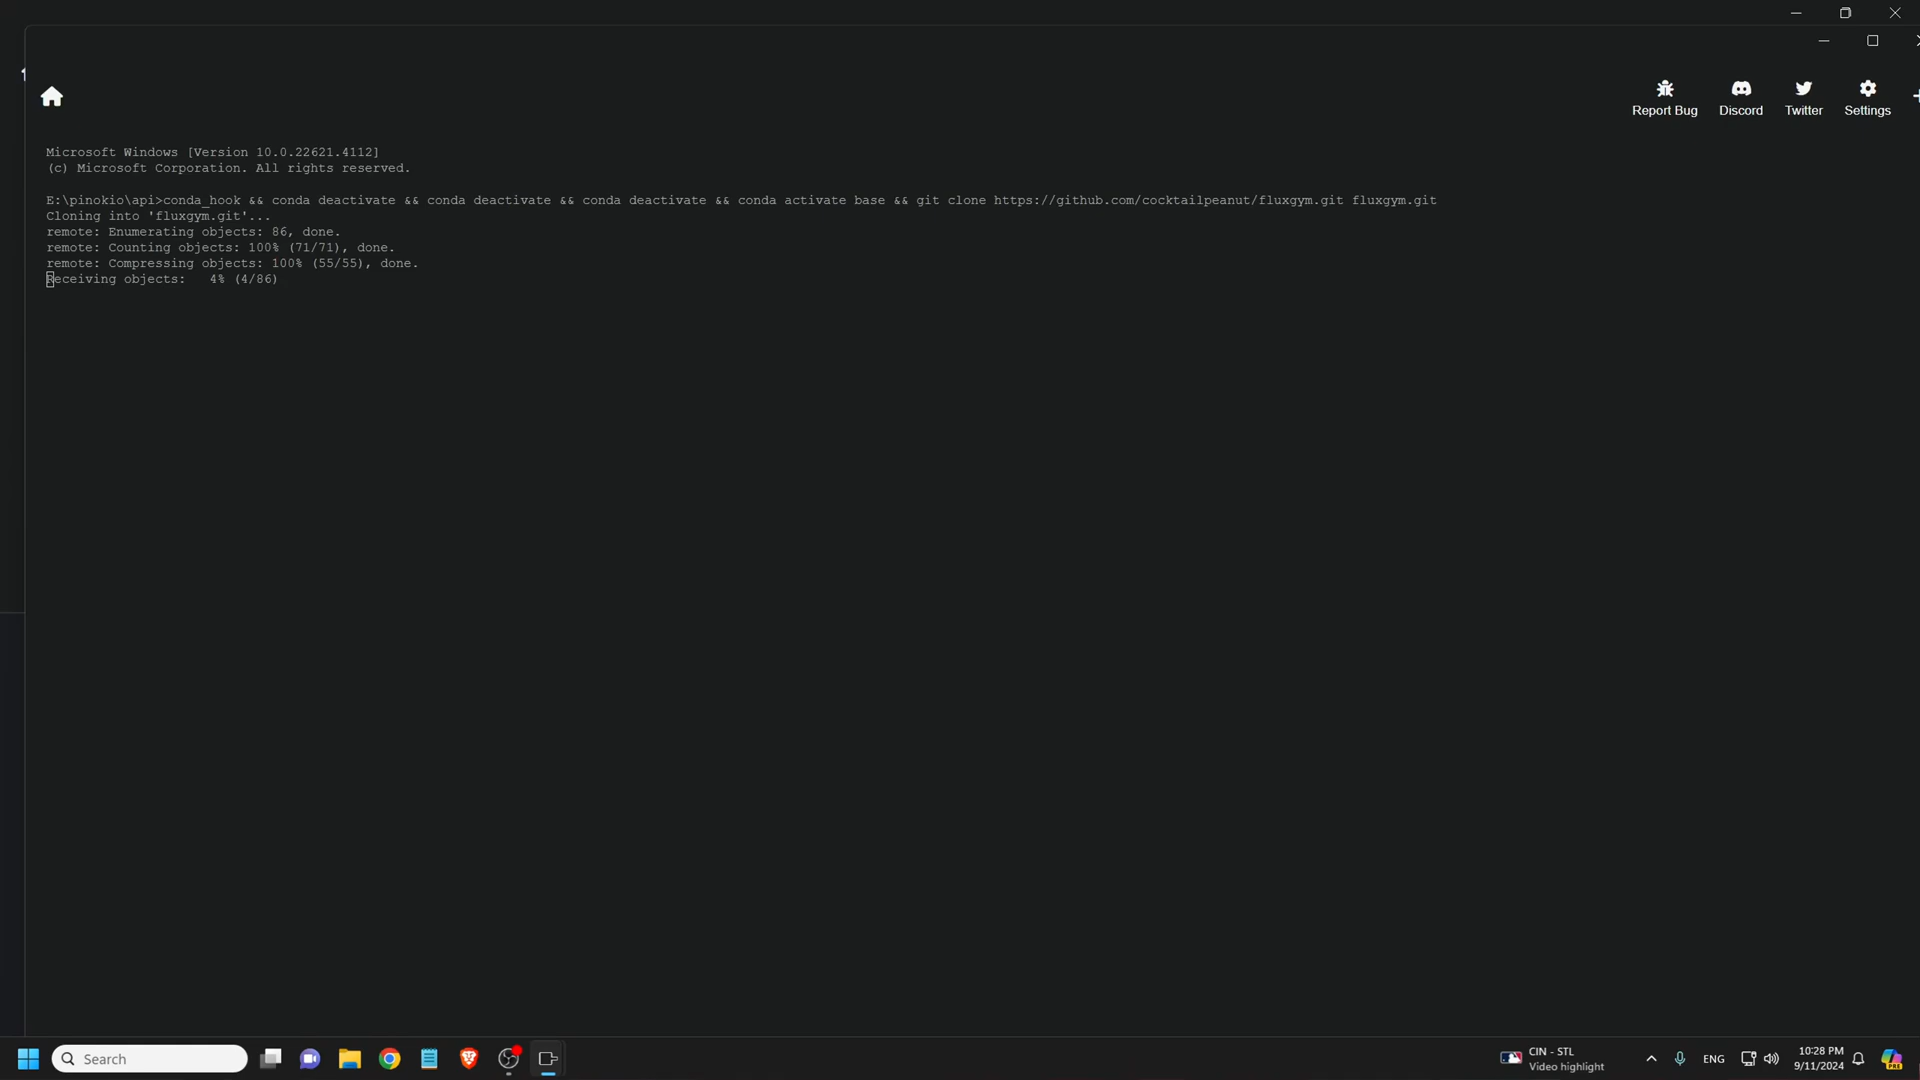 Report Bug
Discord
Twitter
Settings
Microsoft Windows [Version 10.0.22621.4112]
(c) Microsoft Corporation. All rights reserved.
E:\pinokio\api>conda_hook && conda deactivate && conda deactivate && conda deactivate && conda activate base && git clone https://github.com/cocktailpeanut/fluxgym.git fluxgym.git
Cloning into 'fluxgym.git'...
remote: Enumerating objects: 86, done.
remote: Counting objects: 100% (71/71), done.
remote: Compressing objects: 100% (55/55), done.
Receiving objects:   4% (4/86)
Search
CIN - STL
Video highlight
ENG
10:28 PM
9/11/2024
PRE